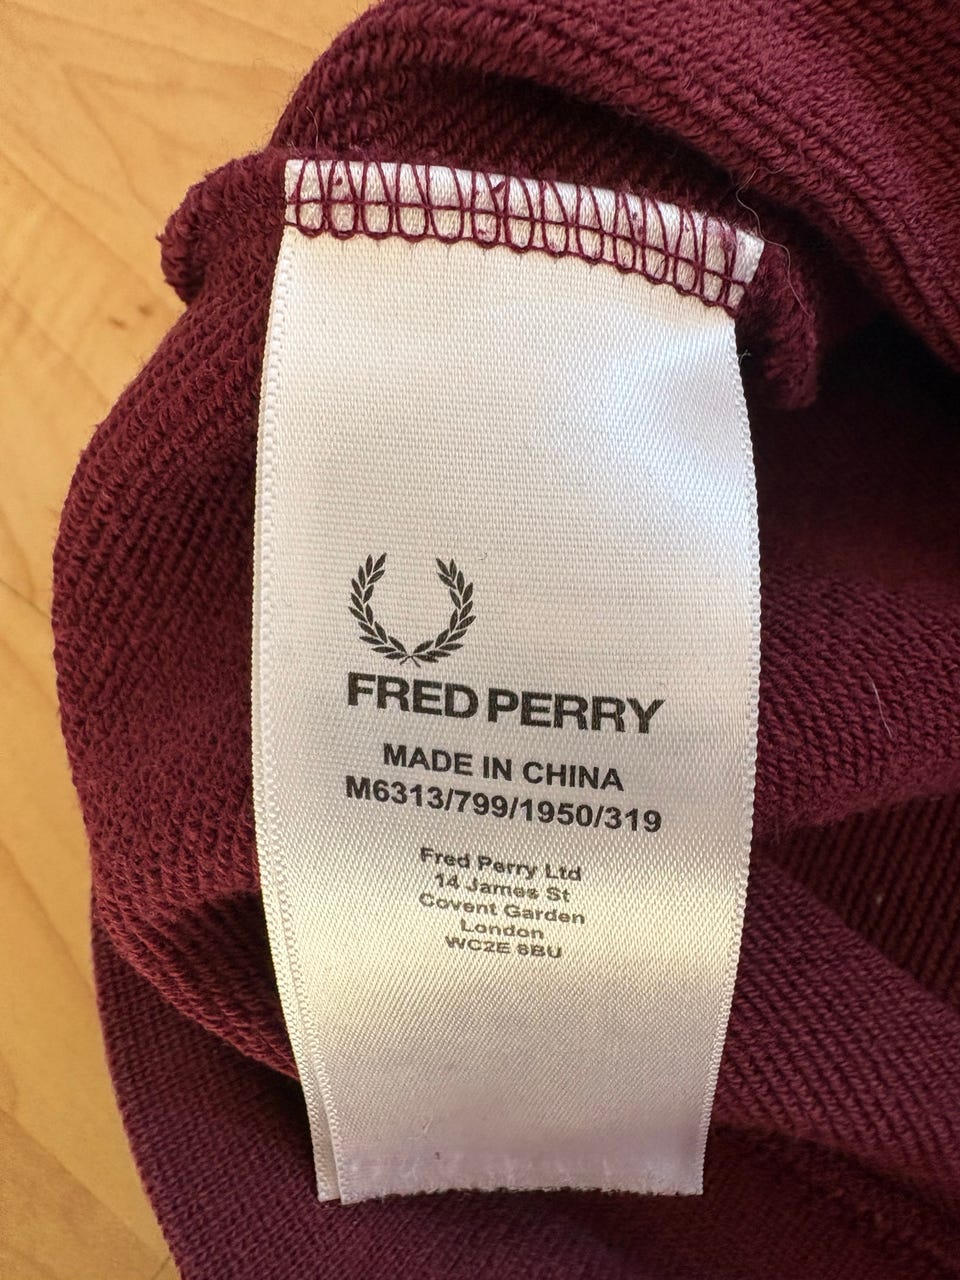 FRED PERRY
MADE IN CHINA
M6313/799/1950/319
Fred Perry Ltd
14 James St
Covent Garden
London
WC2E 8BU